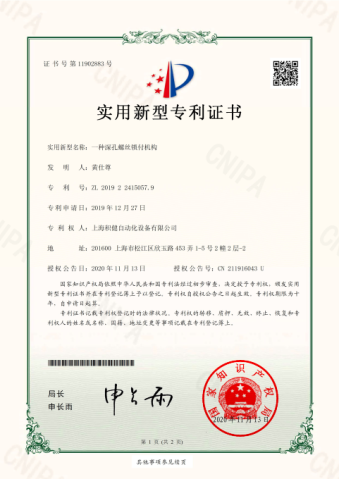 证书号第11902883号
实用新型专利证书
实用新型名称：一种深孔螺丝锁付机构
发明人：黄仕尊
专利号：ZL 2019 2 2415057.9
专利申请日：2019年12月27日
专利权人：上海积健自动化设备有限公司
地址：201600 上海市松江区欣玉路453弄1-5号2幢2层-2
授权公告日：2020年11月13日 授权公告号：CN 211916043 U
国家知识产权局依照中华人民共和国专利法经过初步审查，决定授予专利权，颁发实用
新型专利证书并在专利登记簿上予以登记。专利权自授权公告之日起生效。专利权期限为十
年，自申请日起算。
专利证书记载专利权登记时的法律状况。专利权的转移、质押、无效、终止、恢复和专
利权人的姓名或名称、国籍、地址变更等事项记载在专利登记簿上。
局长
申长雨
申长雨
国家知识产权局
2020年11月13日
第1页（共2页）
其他事项参见续页
CNIPA